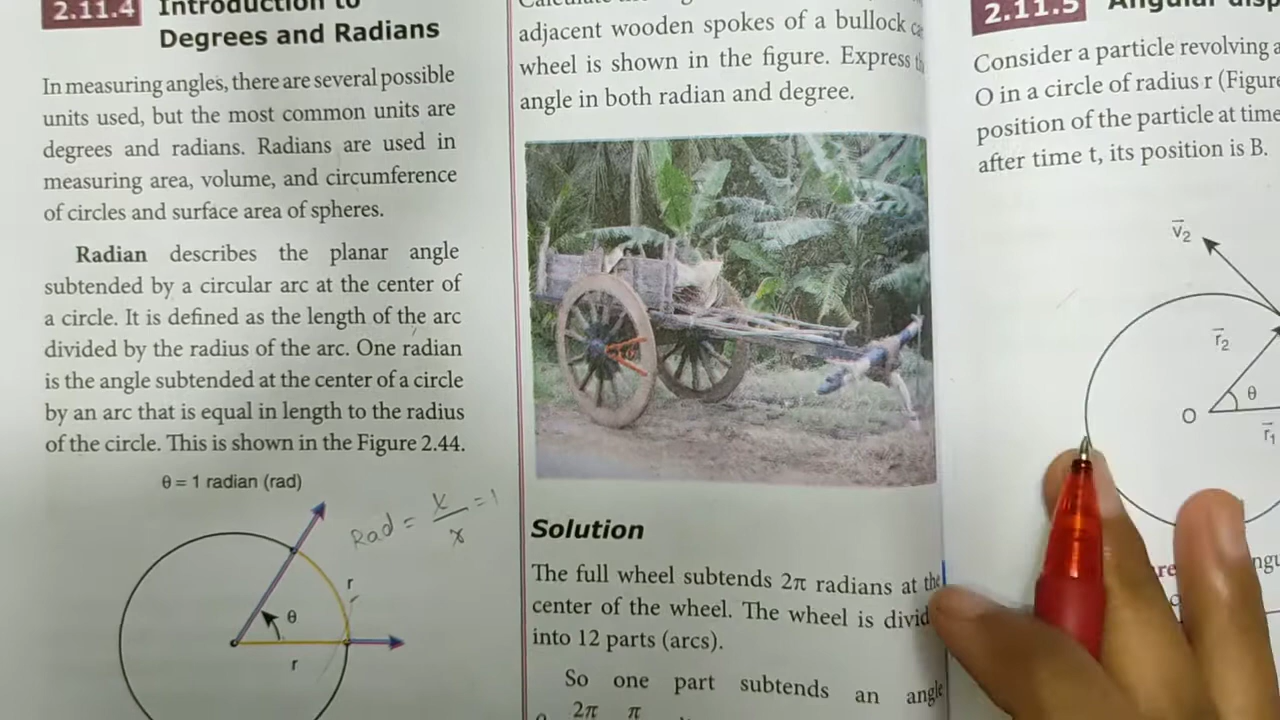 2.11.4 Introduction to
Degrees and Radians
In measuring angles, there are several possible
units used, but the most common units are
degrees and radians. Radians are used in
measuring area, volume, and circumference
of circles and surface area of spheres.
Radian describes the planar angle
subtended by a circular arc at the center of
a circle. It is defined as the length of the arc
divided by the radius of the arc. One radian
is the angle subtended at the center of a circle
by an arc that is equal in length to the radius
of the circle. This is shown in the Figure 2.44.
θ = 1 radian (rad)
Rad = r/r = 1
r
θ
r
adjacent wooden spokes of a bullock
wheel is shown in the figure. Express
angle in both radian and degree.
Solution
The full wheel subtends 2π radians at the
center of the wheel. The wheel is divid
into 12 parts (arcs).
So one part subtends an angle
2π π
2.11.5
Consider a particle revolving a
O in a circle of radius r (Figure
position of the particle at time
after time t, its position is B.
v⃗2
r⃗2
θ
O
r⃗1